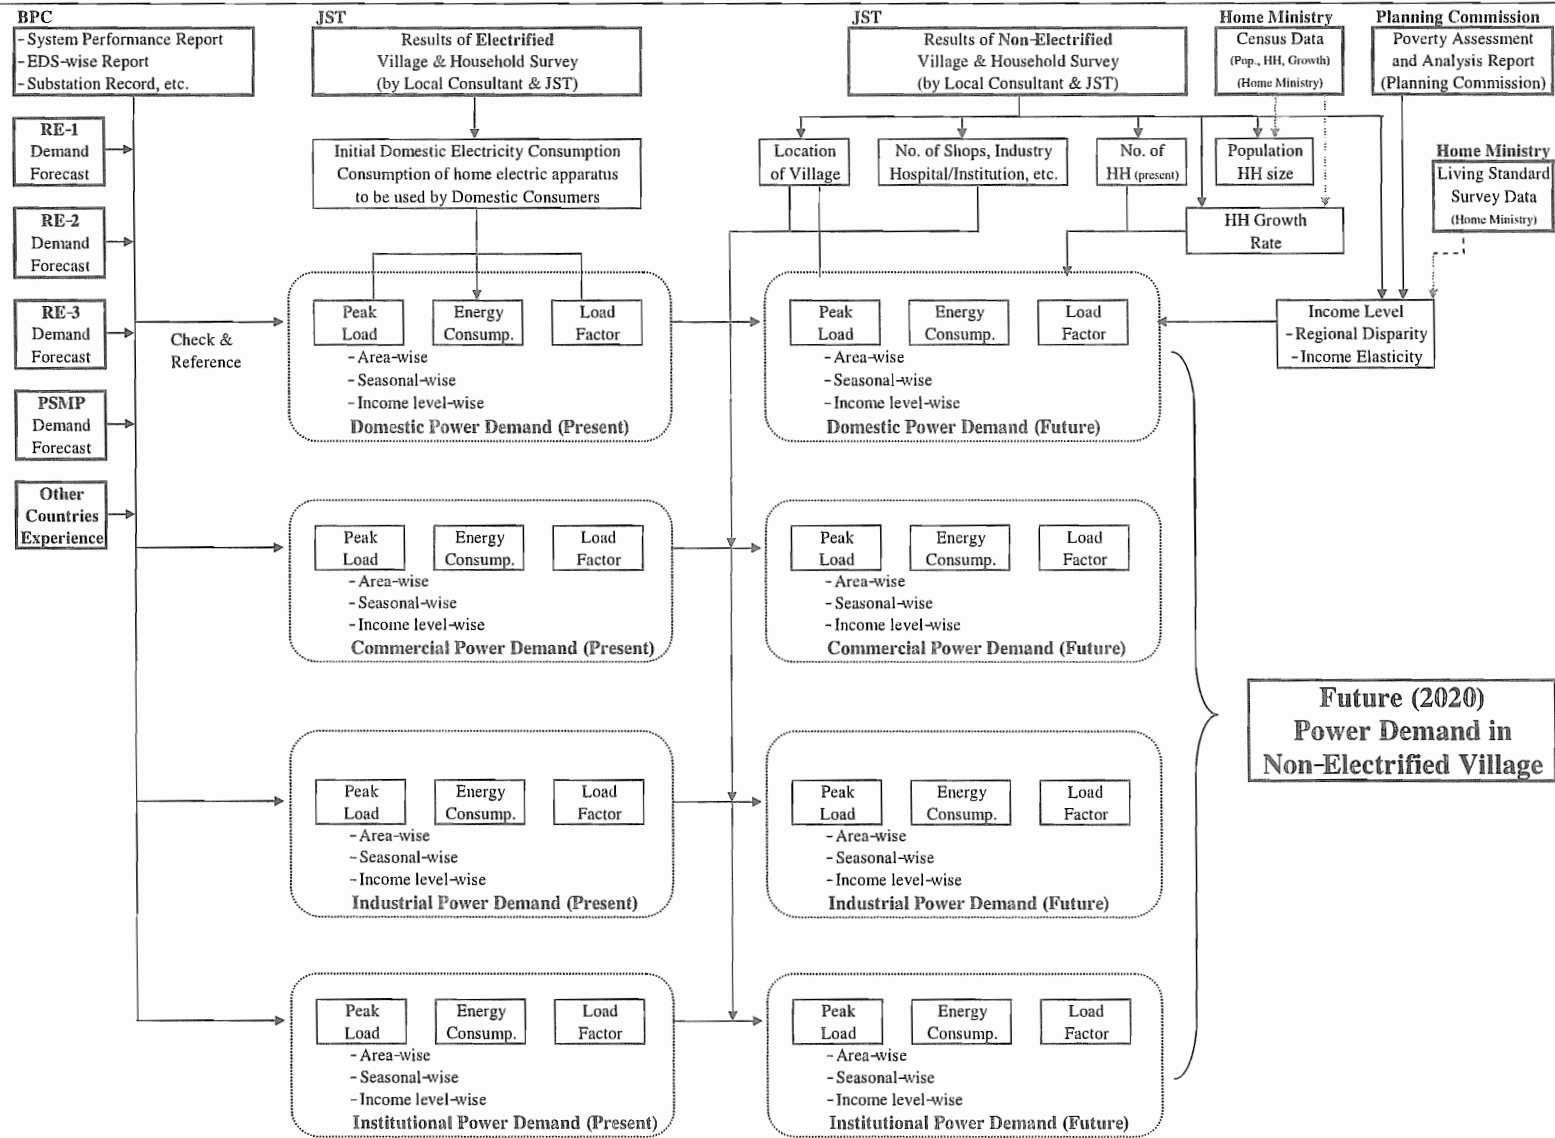 BPC
- System Performance Report
- EDS-wise Report
- Substation Record, etc.
RE-1
Demand
Forecast
RE-2
Demand
Forecast
RE-3
Demand
Forecast
PSMP
Demand
Forecast
Other
Countries
Experience
Check &
Reference
JST
Results of Electrified
Village & Household Survey
(by Local Consultant & JST)
Initial Domestic Electricity Consumption
Consumption of home electric apparatus
to be used by Domestic Consumers
Peak
Load
Energy
Consump.
Load
Factor
- Area-wise
- Seasonal-wise
- Income level-wise
Domestic Power Demand (Present)
Peak
Load
Energy
Consump.
Load
Factor
- Area-wise
- Seasonal-wise
- Income level-wise
Commercial Power Demand (Present)
Peak
Load
Energy
Consump.
Load
Factor
- Area-wise
- Seasonal-wise
- Income level-wise
Industrial Power Demand (Present)
Peak
Load
Energy
Consump.
Load
Factor
- Area-wise
- Seasonal-wise
- Income level-wise
Institutional Power Demand (Present)
JST
Results of Non-Electrified
Village & Household Survey
(by Local Consultant & JST)
Home Ministry
Census Data
(Pop., HH, Growth)
(Home Ministry)
Planning Commission
Poverty Assessment
and Analysis Report
(Planning Commission)
Location
of Village
No. of Shops, Industry
Hospital/Institution, etc.
No. of
HH (present)
Population
HH size
Home Ministry
Living Standard
Survey Data
(Home Ministry)
HH Growth
Rate
Income Level
- Regional Disparity
- Income Elasticity
Peak
Load
Energy
Consump.
Load
Factor
- Area-wise
- Seasonal-wise
- Income level-wise
Domestic Power Demand (Future)
Peak
Load
Energy
Consump.
Load
Factor
- Area-wise
- Seasonal-wise
- Income level-wise
Commercial Power Demand (Future)
Peak
Load
Energy
Consump.
Load
Factor
- Area-wise
- Seasonal-wise
- Income level-wise
Industrial Power Demand (Future)
Peak
Load
Energy
Consump.
Load
Factor
- Area-wise
- Seasonal-wise
- Income level-wise
Institutional Power Demand (Future)
Future (2020)
Power Demand in
Non-Electrified Village